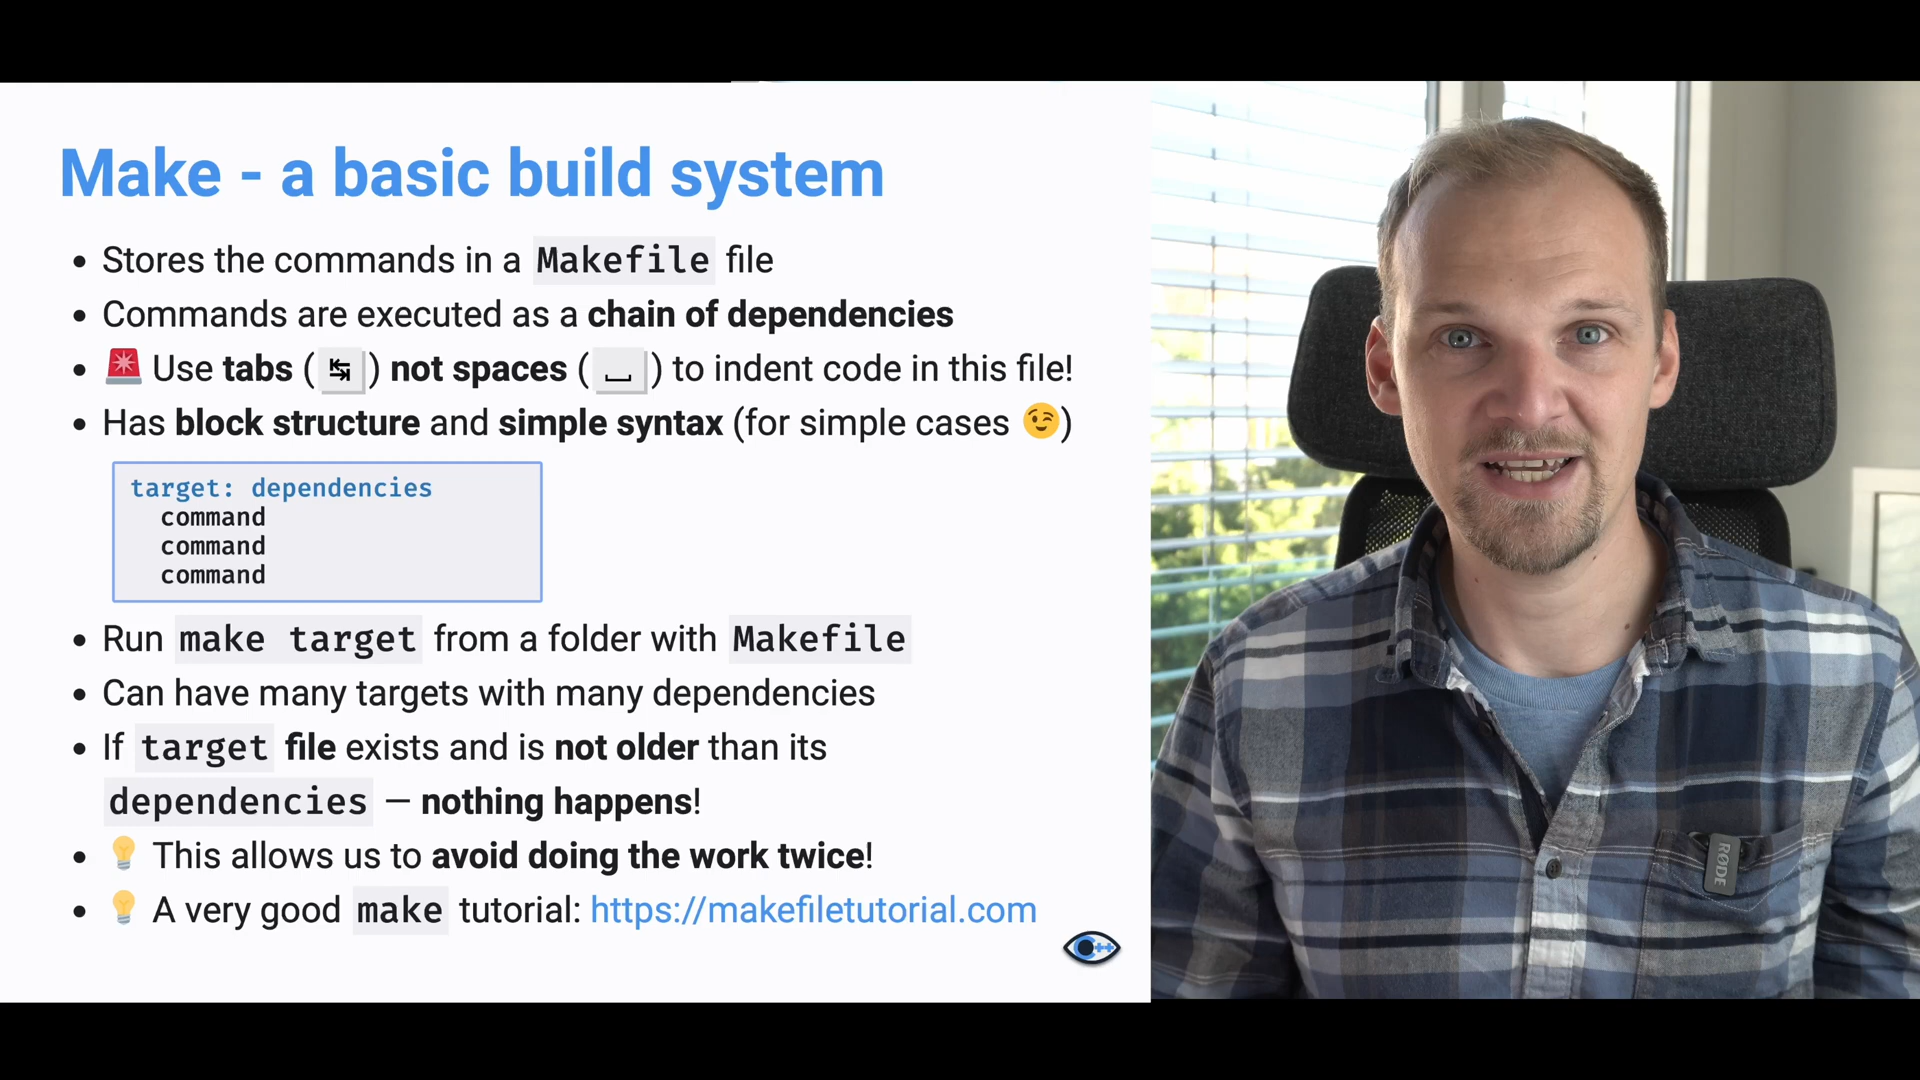 Make - a basic build system
• Stores the commands in a Makefile file
• Commands are executed as a chain of dependencies
• 🚨 Use tabs (↹) not spaces (⎵) to indent code in this file!
• Has block structure and simple syntax (for simple cases 😉)
target: dependencies
command
command
command
• Run make target from a folder with Makefile
• Can have many targets with many dependencies
• If target file exists and is not older than its
dependencies — nothing happens!
• 💡 This allows us to avoid doing the work twice!
• 💡 A very good make tutorial: https://makefiletutorial.com
C++
RØDE